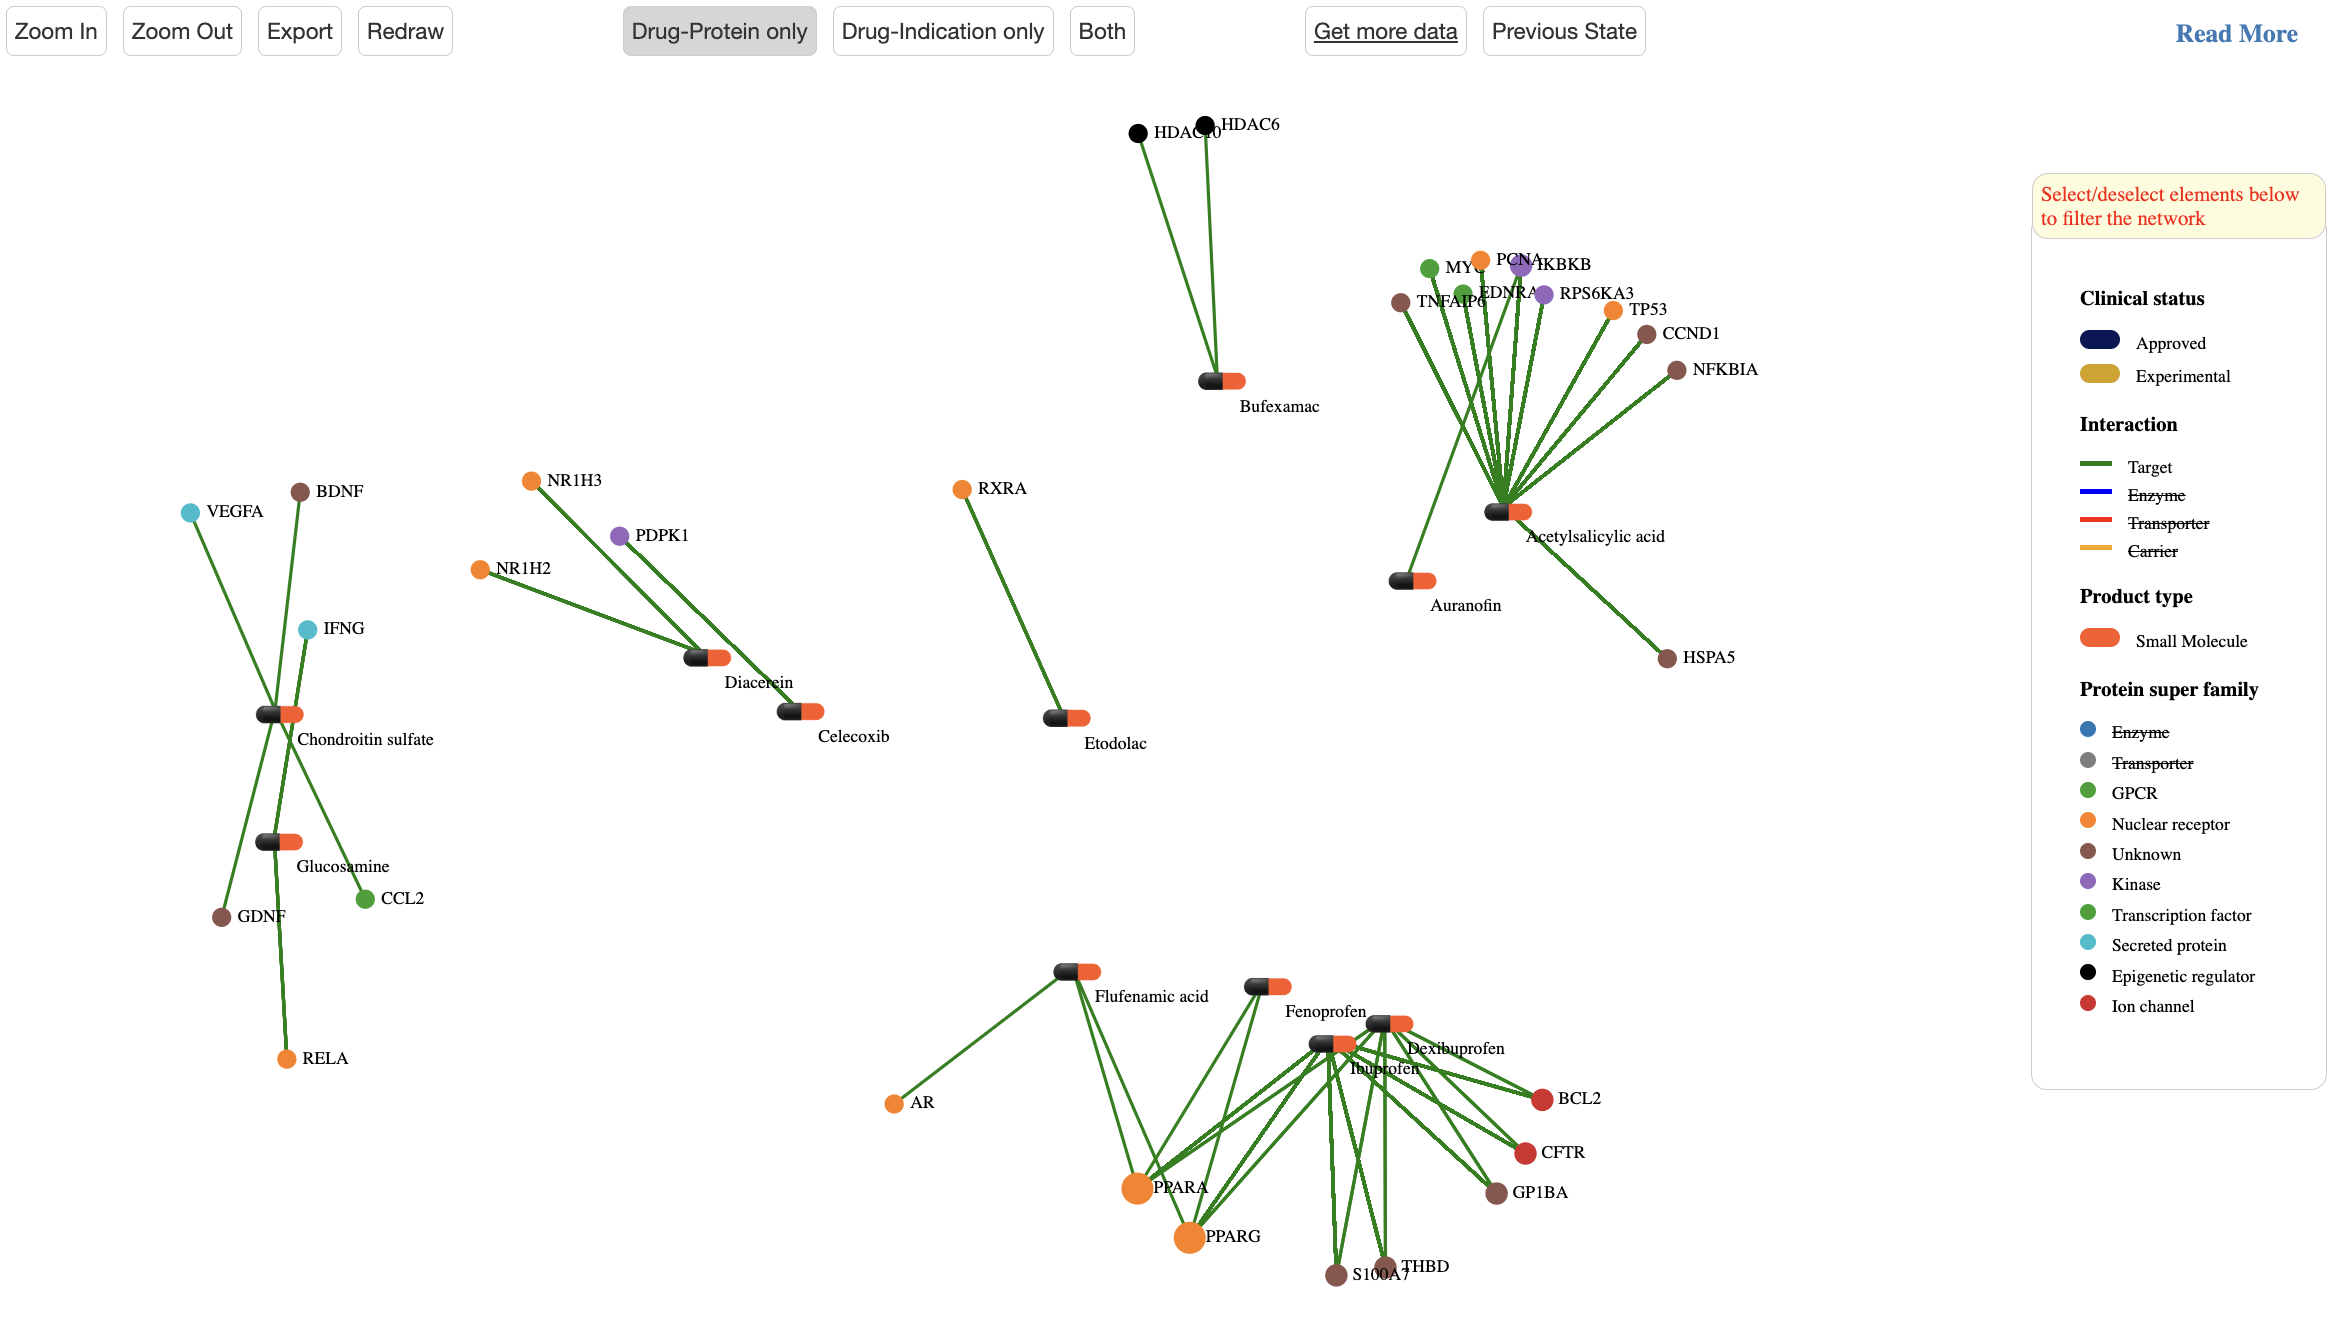 Zoom In
Zoom Out
Export
Redraw
Drug-Protein only
Drug-Indication only
Both
Get more data
Previous State
Read More
Select/deselect elements below
to filter the network
Clinical status
Approved
Experimental
Interaction
Target
Enzyme
Transporter
Carrier
Product type
Small Molecule
Protein super family
Enzyme
Transporter
GPCR
Nuclear receptor
Unknown
Kinase
Transcription factor
Secreted protein
Epigenetic regulator
Ion channel
HDAC10
HDAC6
Bufexamac
MYC
PCNA
IKBKB
TNFAIP6
EDNRA
RPS6KA3
TP53
CCND1
NFKBIA
Acetylsalicylic acid
Auranofin
HSPA5
VEGFA
BDNF
IFNG
Chondroitin sulfate
Glucosamine
GDNF
CCL2
RELA
NR1H3
PDPK1
NR1H2
Diacerein
Celecoxib
RXRA
Etodolac
Flufenamic acid
Fenoprofen
Dexibuprofen
Ibuprofen
AR
BCL2
CFTR
PPARA
GP1BA
PPARG
S100A7
THBD